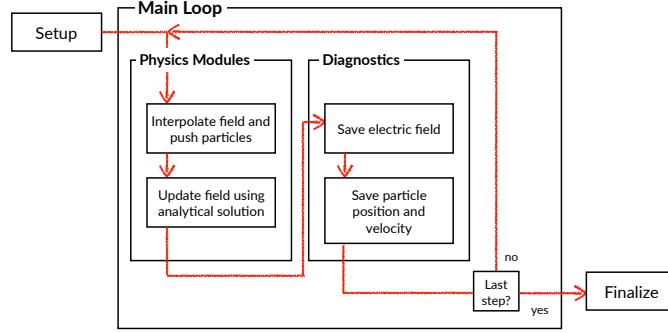 Main Loop
Setup
Physics Modules
Diagnostics
Interpolate field and
push particles
Save electric field
Update field using
analytical solution
Save particle
position and
velocity
no
Last
step?
yes
Finalize